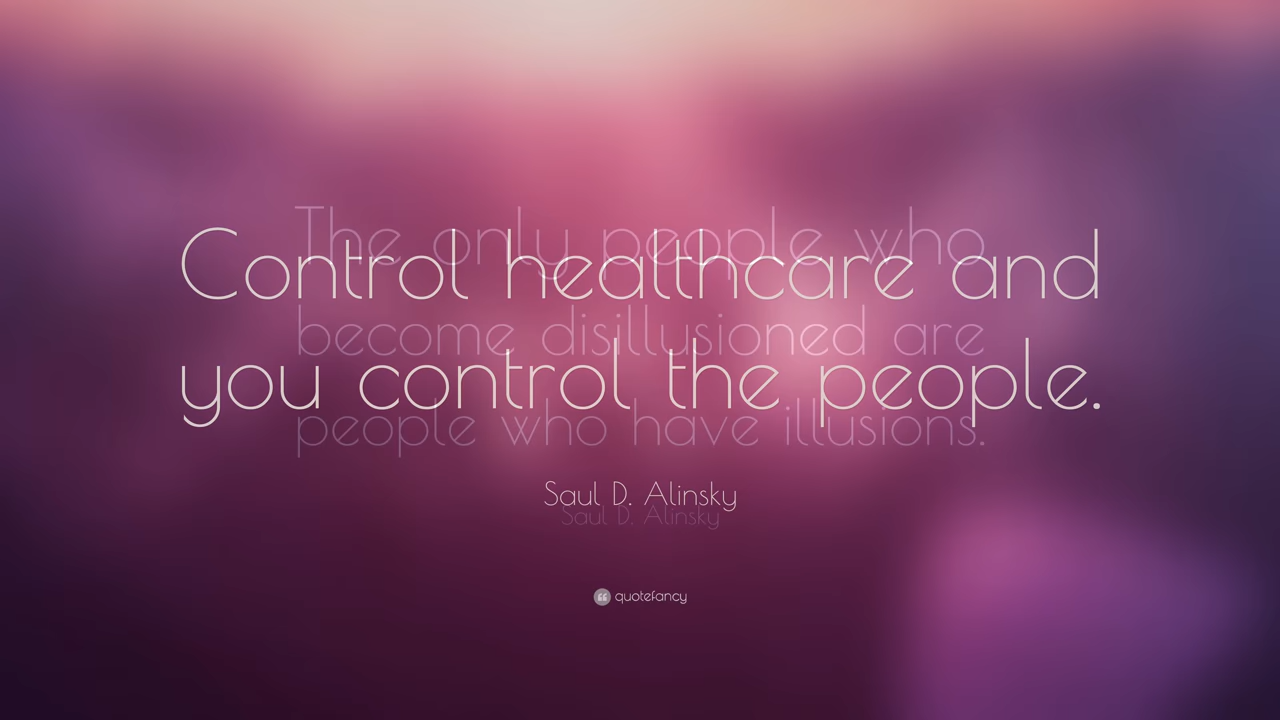 Control healthcare and
you control the people.
The only people who
become disillusioned are
people who have illusions.
Saul D. Alinsky
Saul D. Alinsky
quotefancy